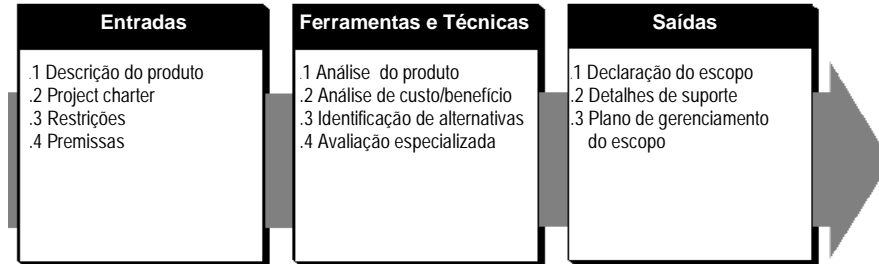 Entradas
.1 Descrição do produto
.2 Project charter
.3 Restrições
.4 Premissas
Ferramentas e Técnicas
.1 Análise do produto
.2 Análise de custo/benefício
.3 Identificação de alternativas
.4 Avaliação especializada
Saídas
.1 Declaração do escopo
.2 Detalhes de suporte
.3 Plano de gerenciamento
do escopo